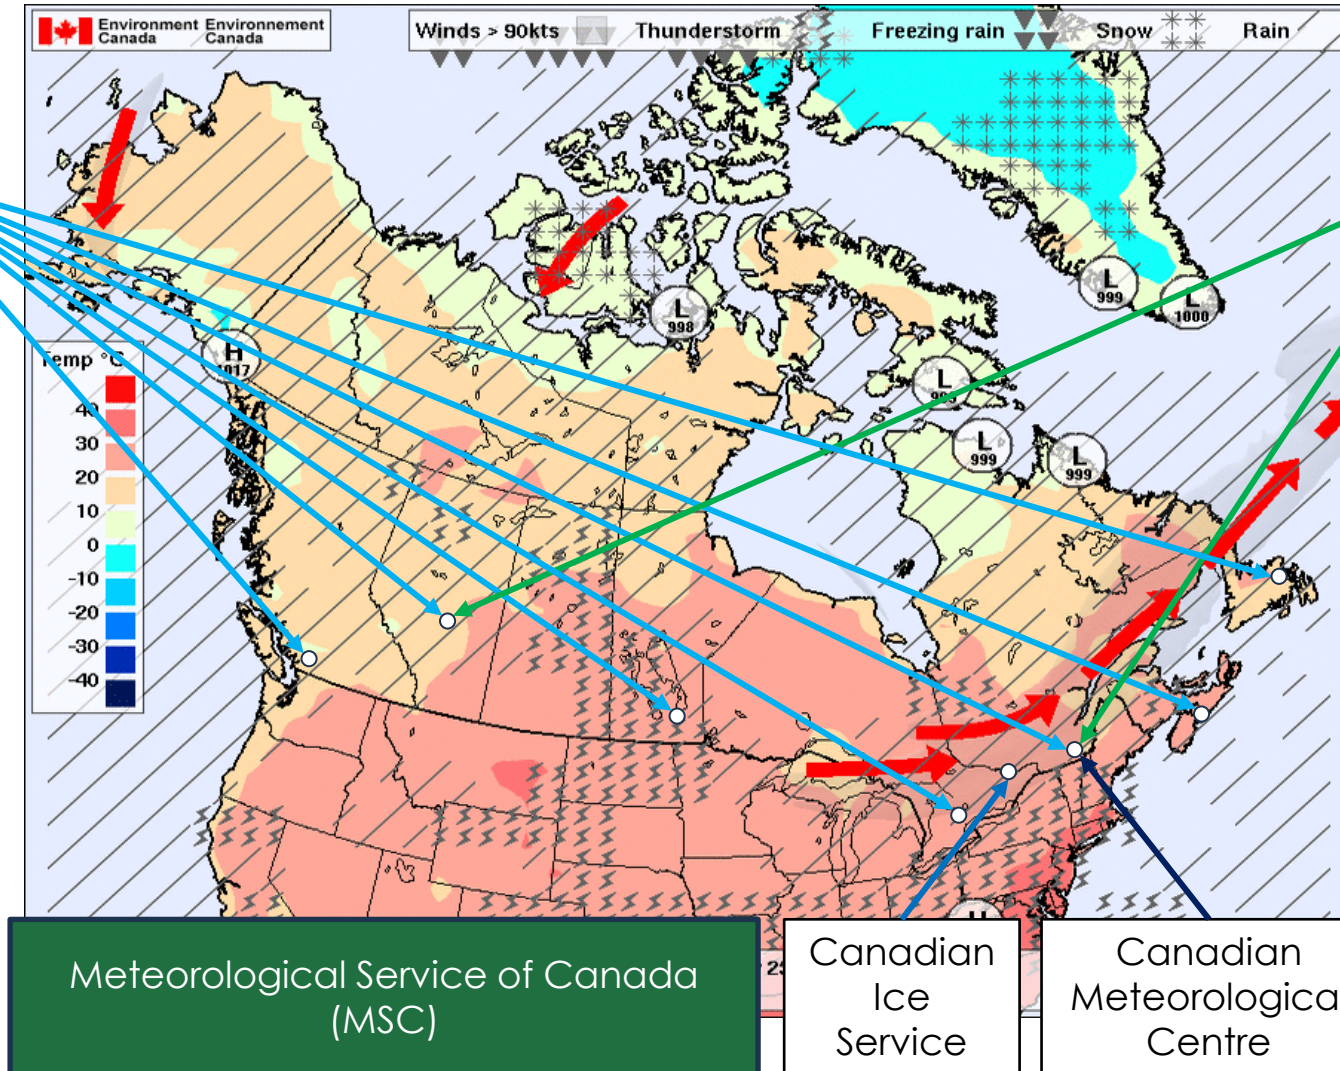 Environment Environnement
Canada Canada
Winds > 90kts Thunderstorm Freezing rain Snow Rain
L
999
L
1000
L
998
H
1017
Temp °C
40
30
20
10
0
-10
-20
-30
-40
L
L
999
L
999
H
Meteorological Service of Canada
(MSC)
Canadian
Ice
Service
Canadian
Meteorologica
Centre